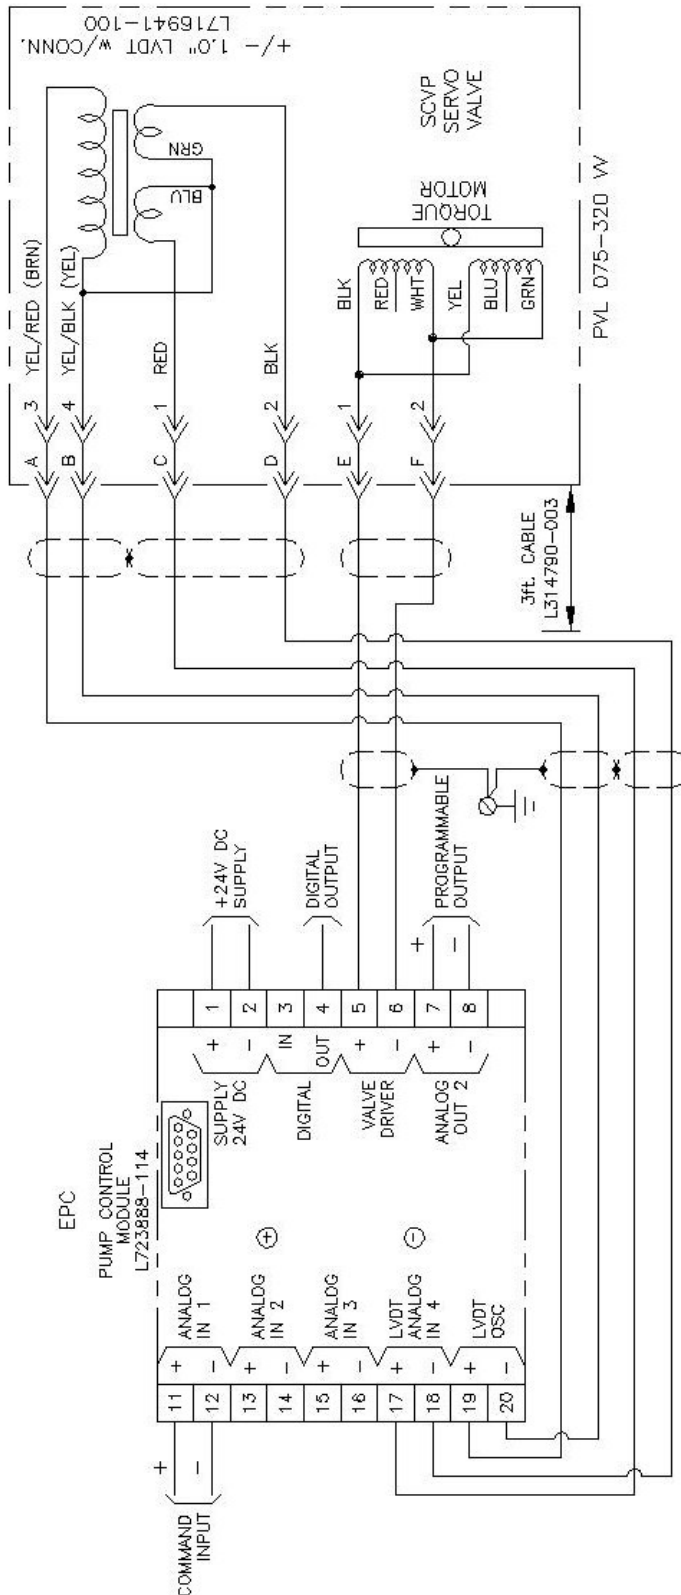 +/- 1.0" LVDT w/CONN.
L716941-100
GRN
BLU
YEL/RED (BRN)
YEL/BLK (YEL)
RED
BLK
3
4
1
2
1
2
A
B
C
D
E
F
SCVP
SERVO
VALVE
TORQUE
MOTOR
BLK
RED
WHT
YEL
BLU
GRN
PVL 075-320 VV
3ft. CABLE
L314790-003
+24V DC
SUPPLY
DIGITAL
OUTPUT
PROGRAMMABLE
OUTPUT
+
-
1
2
3
4
5
6
7
8
+
-
IN
OUT
+
-
+
-
SUPPLY
24V DC
DIGITAL
VALVE
DRIVER
ANALOG
OUT 2
EPC
PUMP CONTROL
MODULE
L723888-114
+
-
ANALOG
IN 1
ANALOG
IN 2
ANALOG
IN 3
LVDT
ANALOG
IN 4
LVDT
OSC
+
-
+
-
+
-
+
-
+
-
11
12
13
14
15
16
17
18
19
20
+
-
COMMAND
INPUT